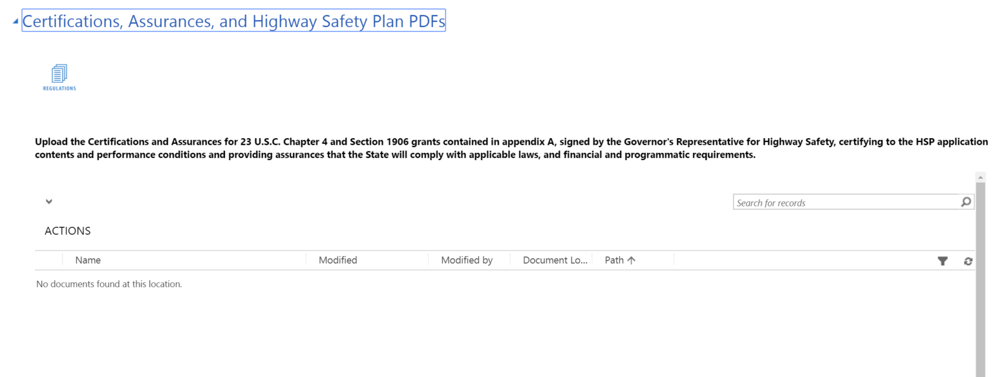 Certifications, Assurances, and Highway Safety Plan PDFs
REGULATIONS
Upload the Certifications and Assurances for 23 U.S.C. Chapter 4 and Section 1906 grants contained in appendix A, signed by the Governor's Representative for Highway Safety, certifying to the HSP application
contents and performance conditions and providing assurances that the State will comply with applicable laws, and financial and programmatic requirements.
Search for records
ACTIONS
Name Modified Modified by Document Lo... Path
No documents found at this location.